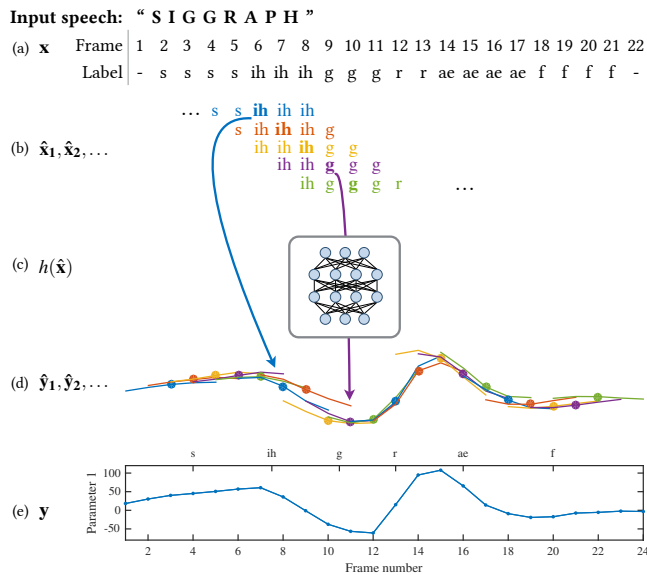 Input speech: “ S I G G R A P H ”
(a) x Frame 1 2 3 4 5 6 7 8 9 10 11 12 13 14 15 16 17 18 19 20 21 22
Label - s s s s ih ih ih g g g r r ae ae ae ae f f f f -
... s s ih ih ih
s ih ih ih g
(b) x̂₁, x̂₂, ... ih ih ih g g
ih ih g g g
ih g g g r ...
(c) h(x̂)
(d) ŷ₁, ŷ₂, ...
s ih g r ae f
(e) y Parameter 1
100
50
0
-50
2 4 6 8 10 12 14 16 18 20 22 24
Frame number